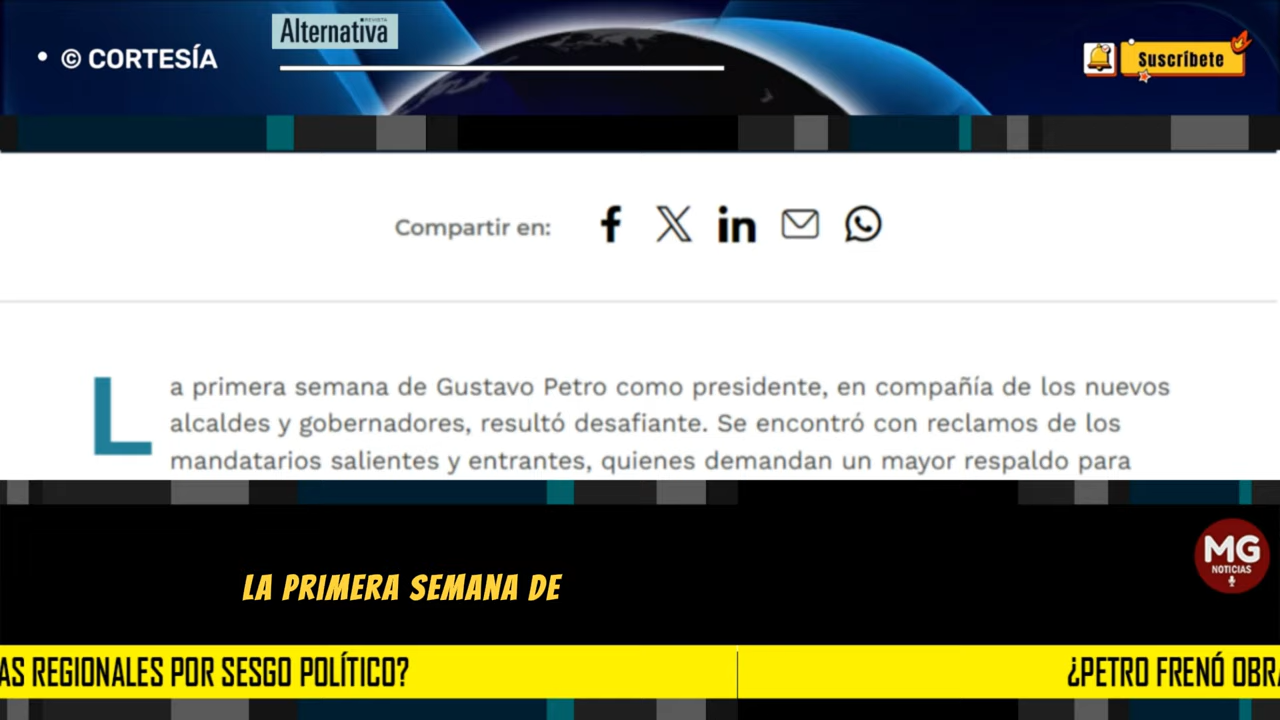 • © CORTESÍA
REVISTA
Alternativa
Suscríbete
Compartir en:
La primera semana de Gustavo Petro como presidente, en compañía de los nuevos
alcaldes y gobernadores, resultó desafiante. Se encontró con reclamos de los
mandatarios salientes y entrantes, quienes demandan un mayor respaldo para
MG
NOTICIAS
LA PRIMERA SEMANA DE
AS REGIONALES POR SESGO POLÍTICO?
¿PETRO FRENÓ OBRA